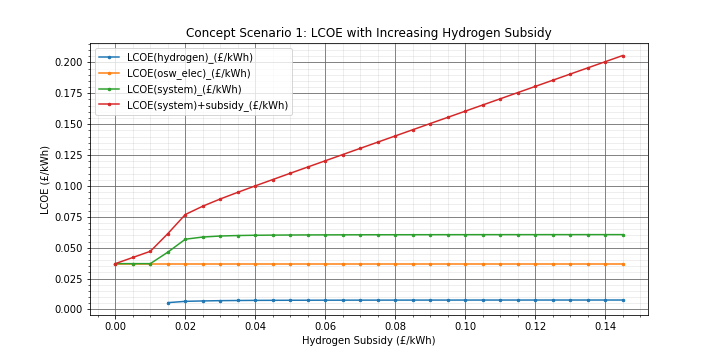 Concept Scenario 1: LCOE with Increasing Hydrogen Subsidy
LCOE(hydrogen)_(£/kWh)
LCOE(osw_elec)_(£/kWh)
LCOE(system)_(£/kWh)
LCOE(system)+subsidy_(£/kWh)
LCOE (£/kWh)
0.200
0.175
0.150
0.125
0.100
0.075
0.050
0.025
0.000
0.00 0.02 0.04 0.06 0.08 0.10 0.12 0.14
Hydrogen Subsidy (£/kWh)